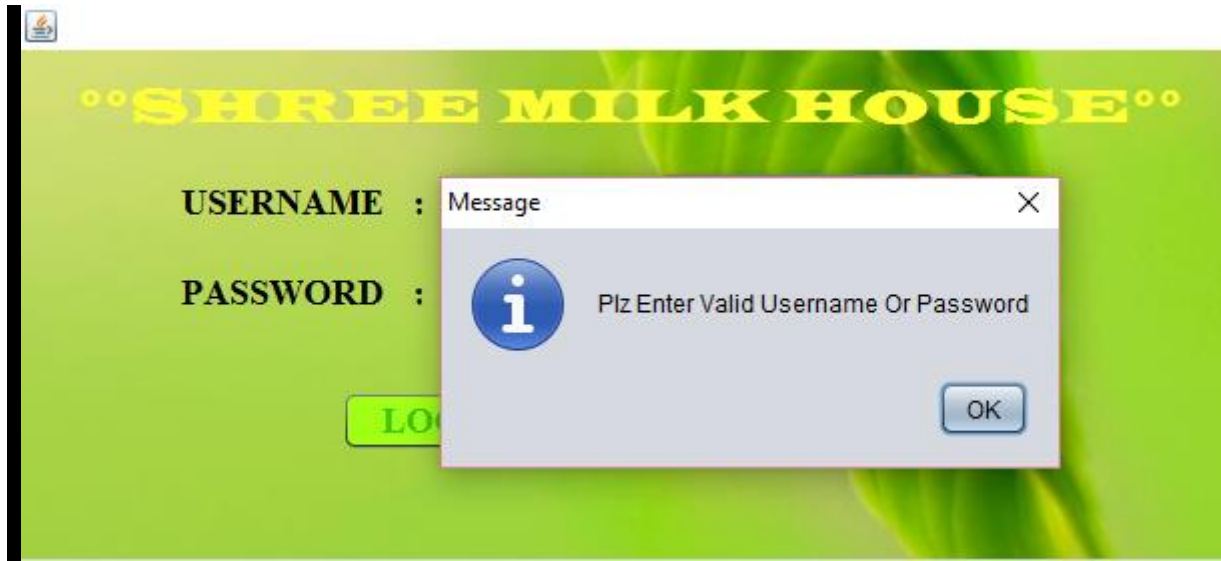 °°SHREE MILK HOUSE°°
USERNAME :
Message
PASSWORD :
Plz Enter Valid Username Or Password
OK